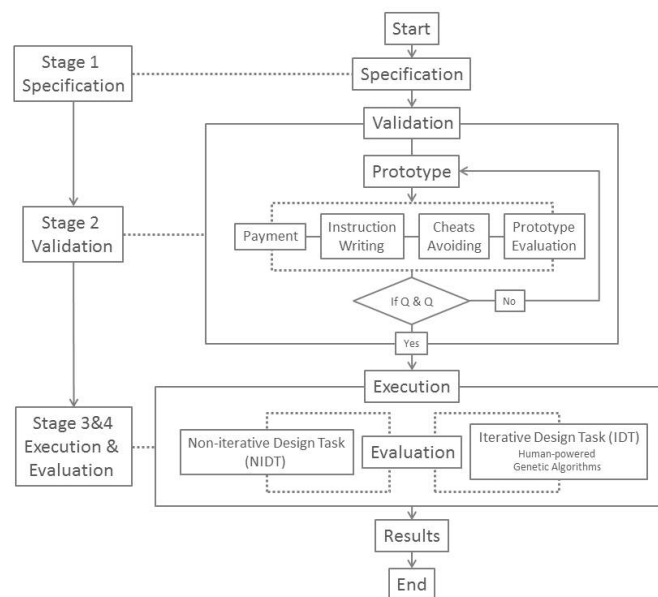 Start
Stage 1
Specification
Specification
Validation
Prototype
Stage 2
Validation
Payment
Instruction
Writing
Cheats
Avoiding
Prototype
Evaluation
If Q & Q
No
Yes
Execution
Stage 3&4
Execution &
Evaluation
Non-iterative Design Task
(NIDT)
Evaluation
Iterative Design Task (IDT)
Human-powered
Genetic Algorithms
Results
End